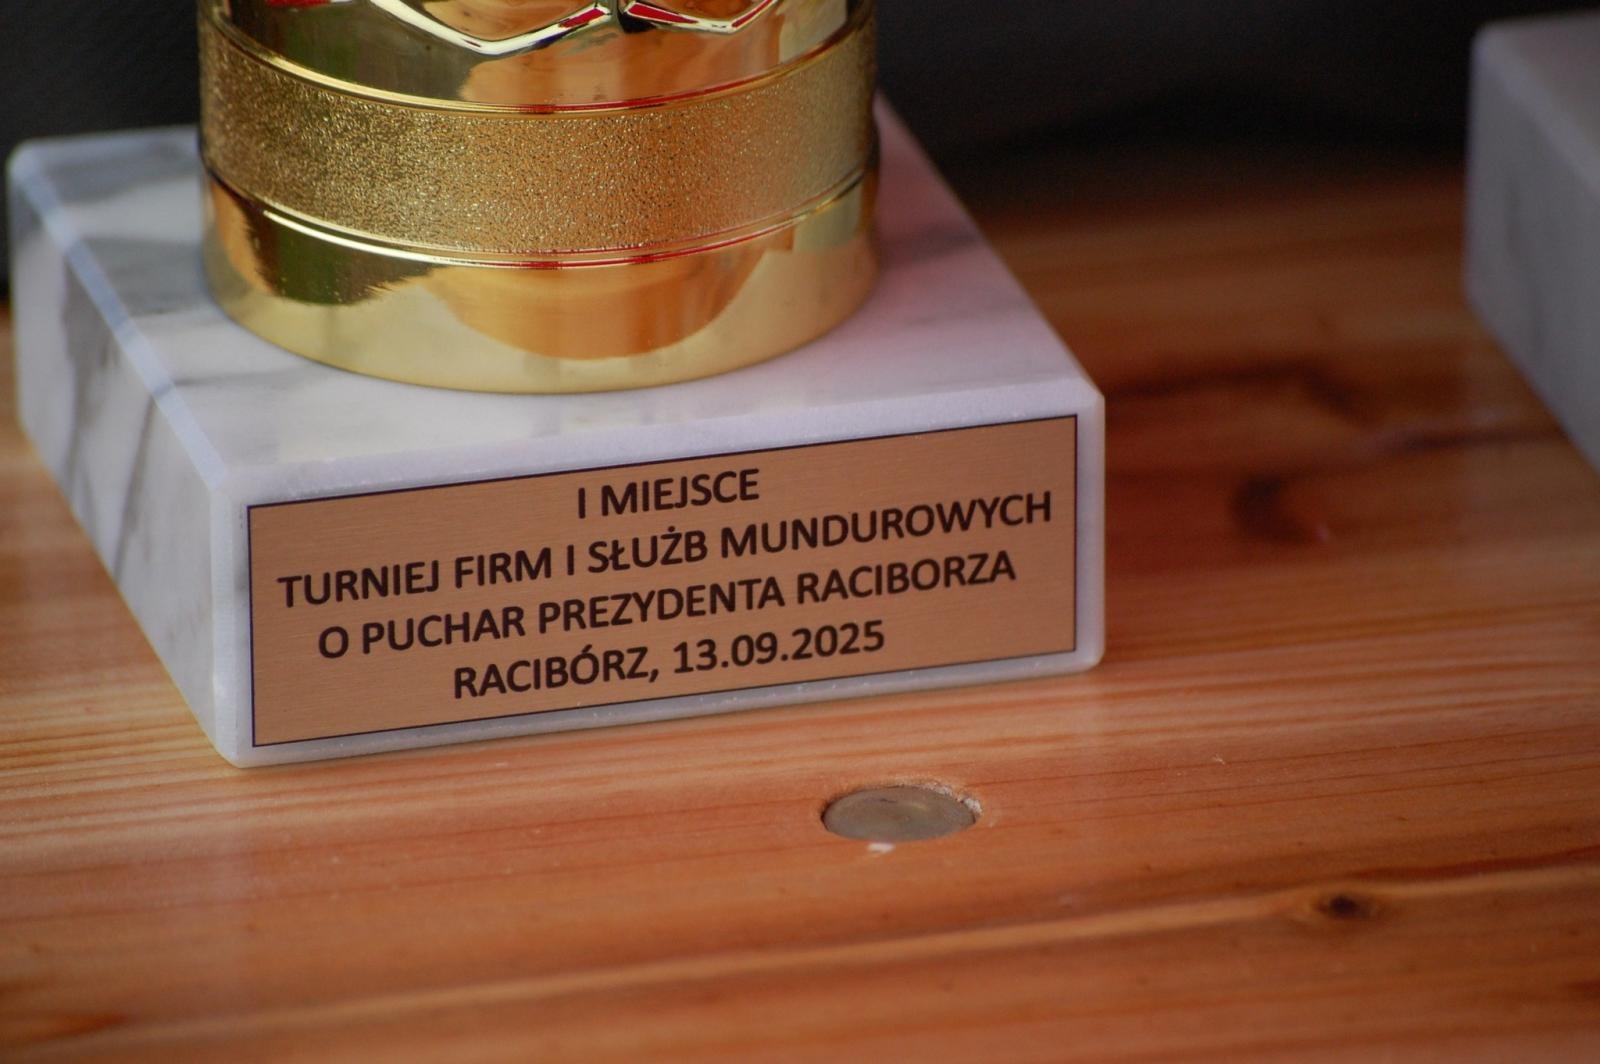 I MIEJSCE
TURNIEJ FIRM I SŁUŻB MUNDUROWYCH
O PUCHAR PREZYDENTA RACIBORZA
RACIBÓRZ, 13.09.2025